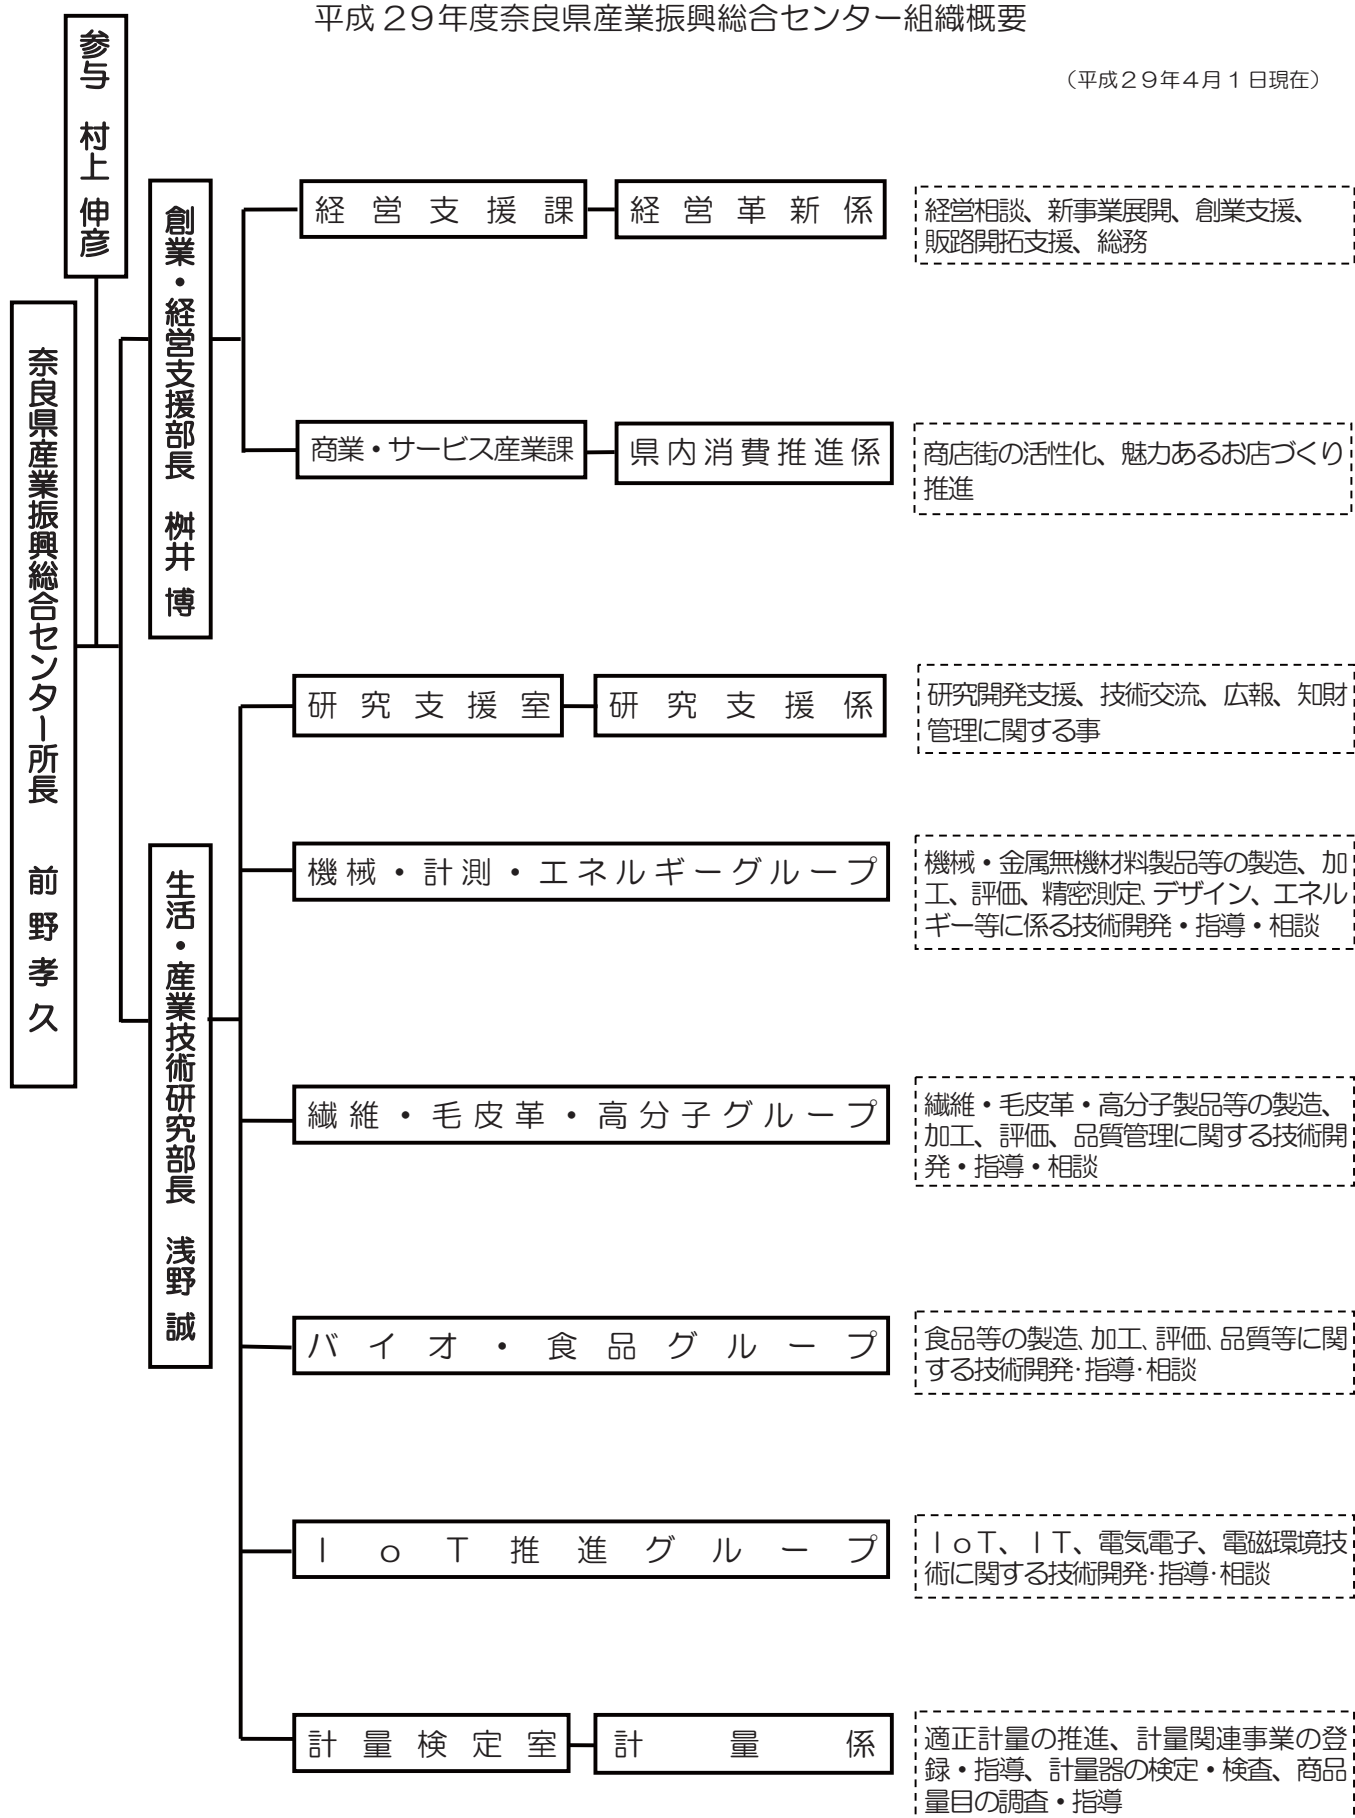 平成29年度奈良県産業振興総合センター組織概要
（平成29年4月1日現在）
参与　村上　伸彦
奈良県産業振興総合センター所長　前野孝久
創業・経営支援部長　桝井　博
経営支援課
経営革新係
経営相談、新事業展開、創業支援、
販路開拓支援、総務
商業・サービス産業課
県内消費推進係
商店街の活性化、魅力あるお店づくり
推進
生活・産業技術研究部長　浅野　誠
研究支援室
研究支援係
研究開発支援、技術交流、広報、知財
管理に関する事
機械・計測・エネルギーグループ
機械・金属無機材料製品等の製造、加
工、評価、精密測定、デザイン、エネル
ギー等に係る技術開発・指導・相談
繊維・毛皮革・高分子グループ
繊維・毛皮革・高分子製品等の製造、
加工、評価、品質管理に関する技術開
発・指導・相談
バイオ・食品グループ
食品等の製造、加工、評価、品質等に関
する技術開発・指導・相談
ＩｏＴ推進グループ
ＩｏＴ、ＩＴ、電気電子、電磁環境技
術に関する技術開発・指導・相談
計量検定室
計量係
適正計量の推進、計量関連事業の登
録・指導、計量器の検定・検査、商品
量目の調査・指導